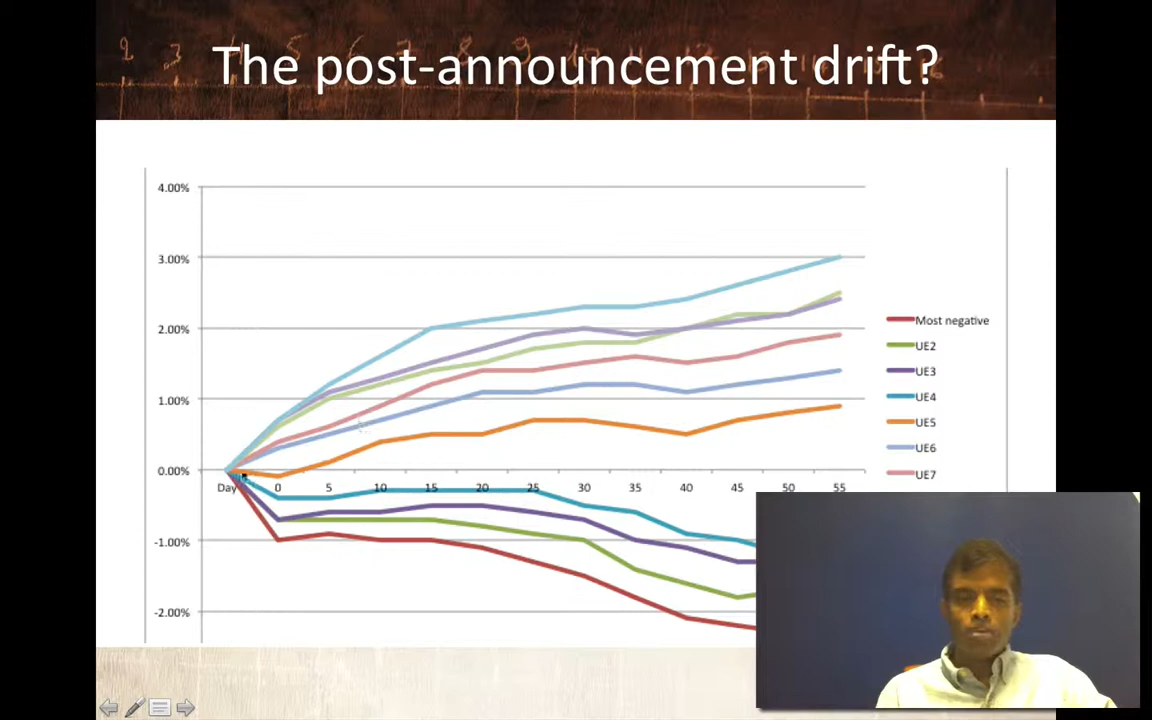 The post-announcement drift?
4.00%
3.00%
2.00%
1.00%
0.00%
Day 0 5 10 15 20 25 30 35 40 45 50 55
-1.00%
-2.00%
Most negative
UE2
UE3
UE4
UE5
UE6
UE7